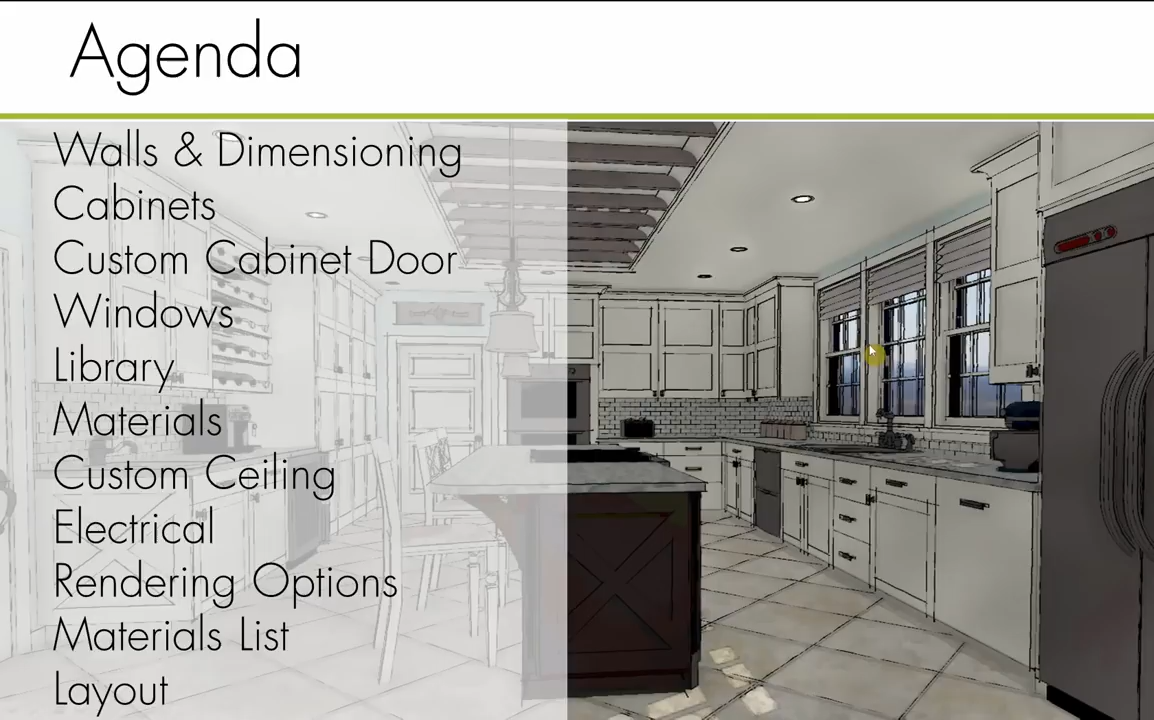 Agenda
Walls & Dimensioning
Cabinets
Custom Cabinet Door
Windows
Library
Materials
Custom Ceiling
Electrical
Rendering Options
Materials List
Layout